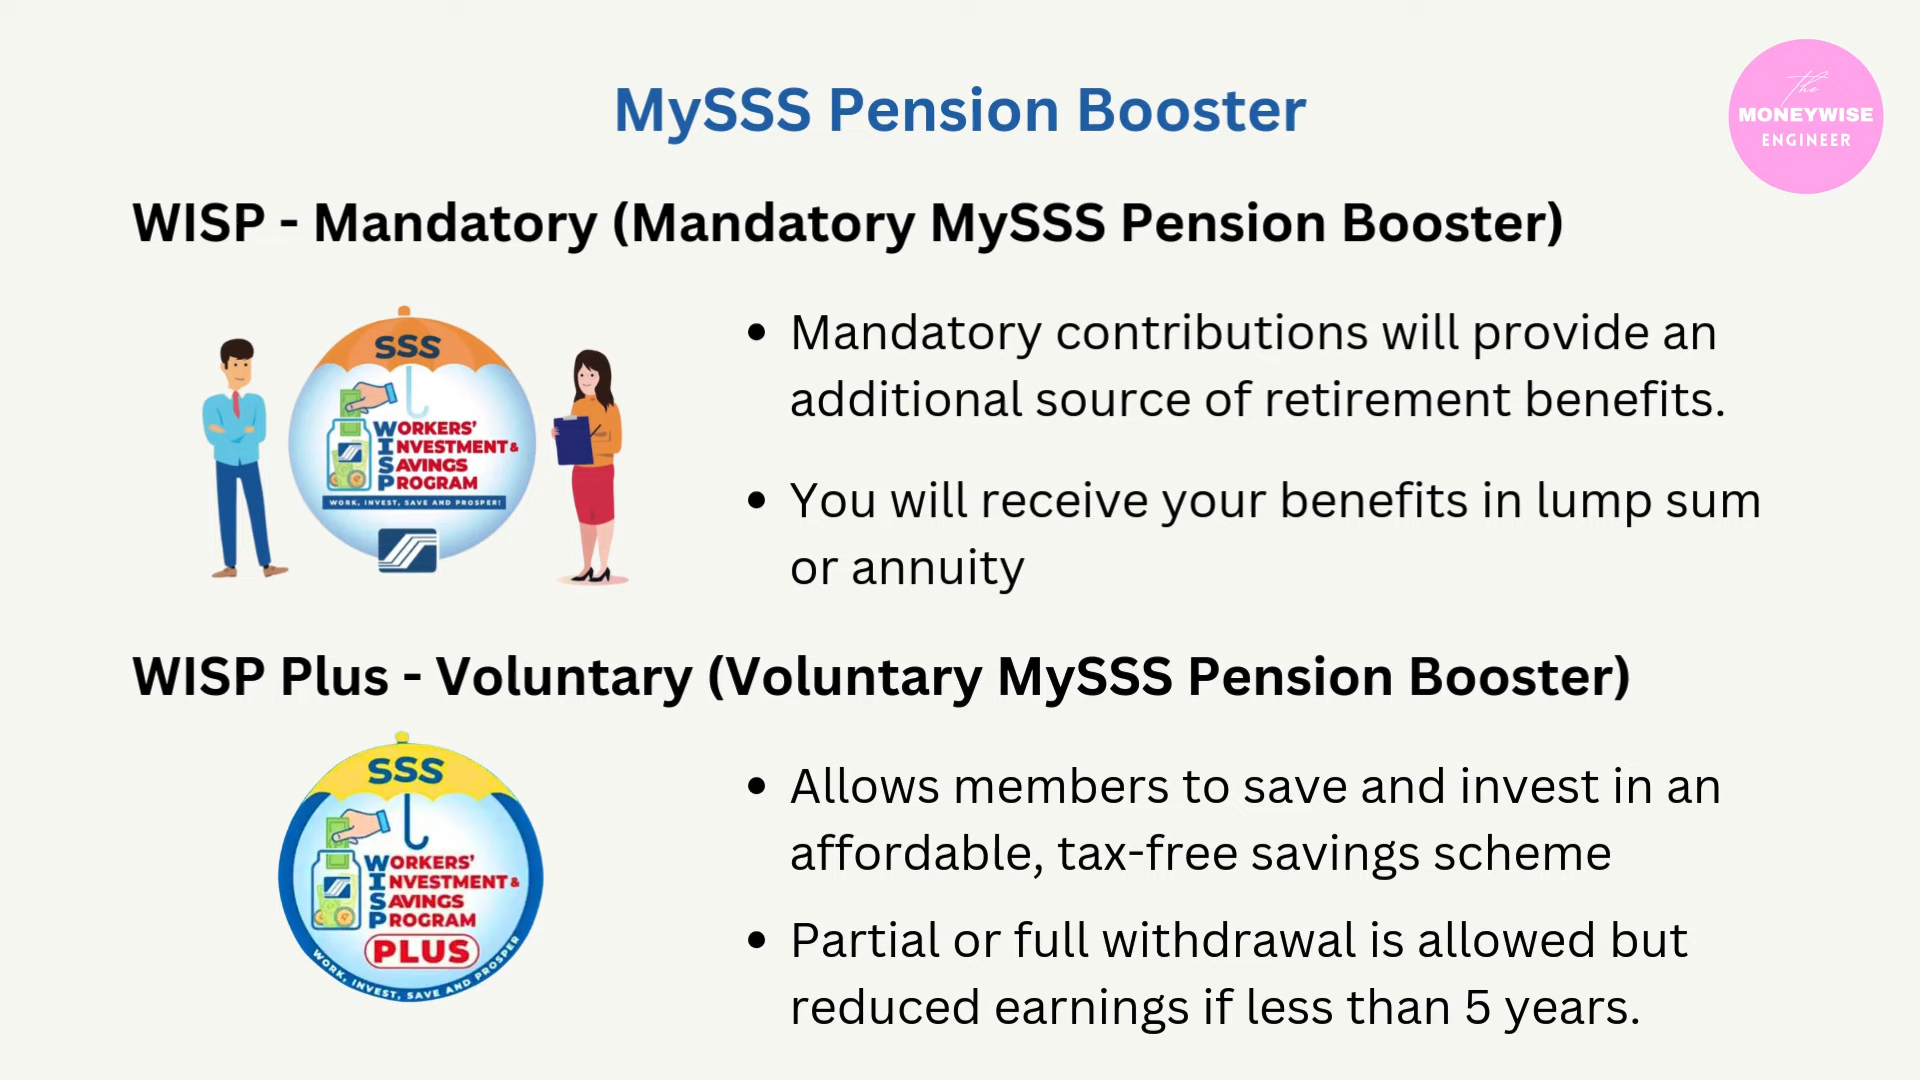 MySSS Pension Booster
the
MONEYWISE
ENGINEER
WISP - Mandatory (Mandatory MySSS Pension Booster)
SSS
WORKERS'
INVESTMENT &
SAVINGS
PROGRAM
WORK, INVEST, SAVE AND PROSPER!
• Mandatory contributions will provide an
additional source of retirement benefits.
• You will receive your benefits in lump sum
or annuity
WISP Plus - Voluntary (Voluntary MySSS Pension Booster)
SSS
WORKERS'
INVESTMENT &
SAVINGS
PROGRAM
PLUS
WORK, INVEST, SAVE AND PROSPER
• Allows members to save and invest in an
affordable, tax-free savings scheme
• Partial or full withdrawal is allowed but
reduced earnings if less than 5 years.